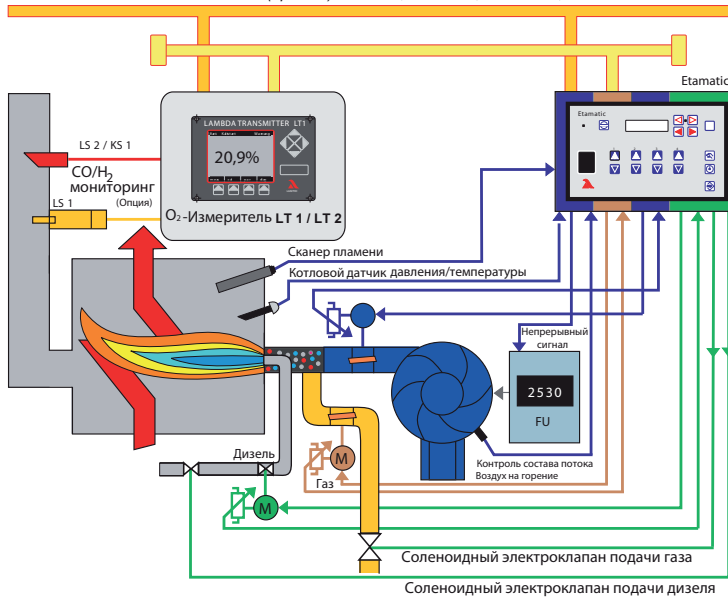 Etamatic
Etamatic
LAMBDA TRANSMITTER LT1
20,9%
LS 2 / KS 1
CO/H2
мониторинг
(Опция)
LS 1
O2-Измеритель LT 1 / LT 2
Сканер пламени
Котловой датчик давления/температуры
Непрерывный
сигнал
2530
FU
Дизель
Газ
M
M
Контроль состава потока
Воздух на горение
Соленоидный электроклапан подачи газа
Соленоидный электроклапан подачи дизеля